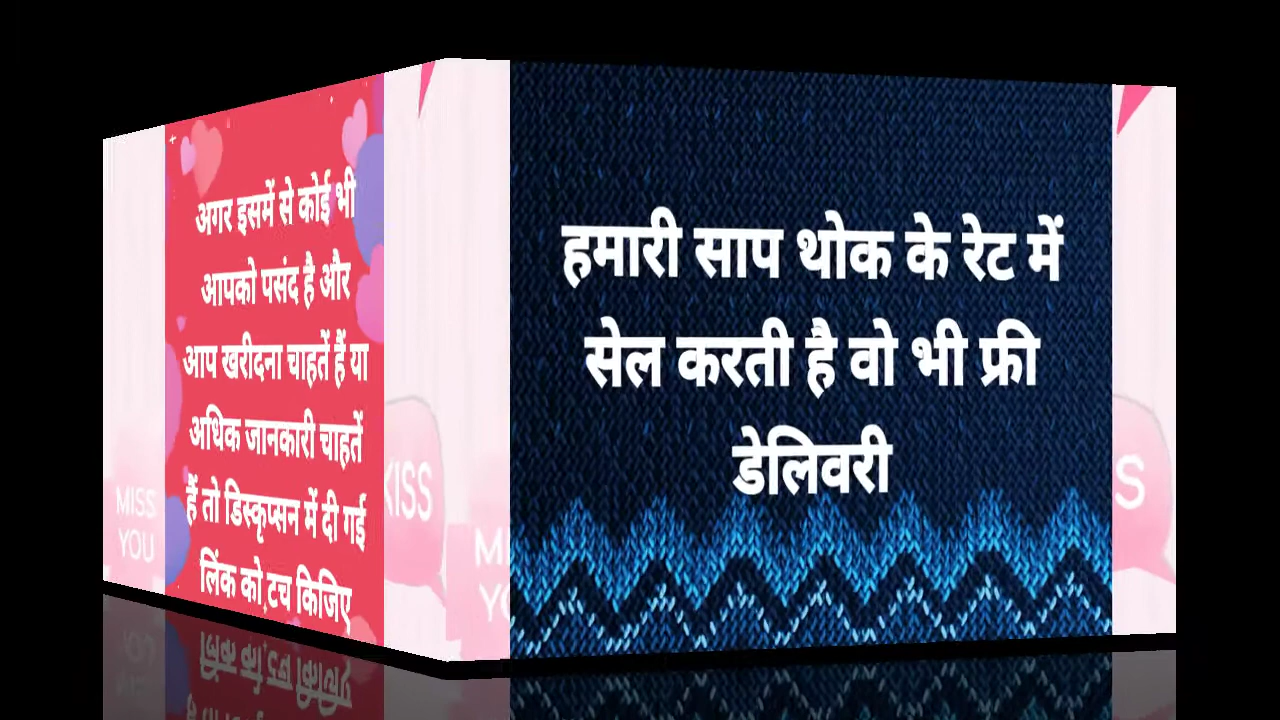 अगर इसमें से कोई भी
आपको पसंद है और
आप खरीदना चाहतें हैं या
अधिक जानकारी चाहतें
हैं तो डिस्कृप्सन में दी गई
लिंक को,टच किजिए
हमारी साप थोक के रेट में
सेल करती है वो भी फ्री
डेलिवरी
MISS
YOU
KISS